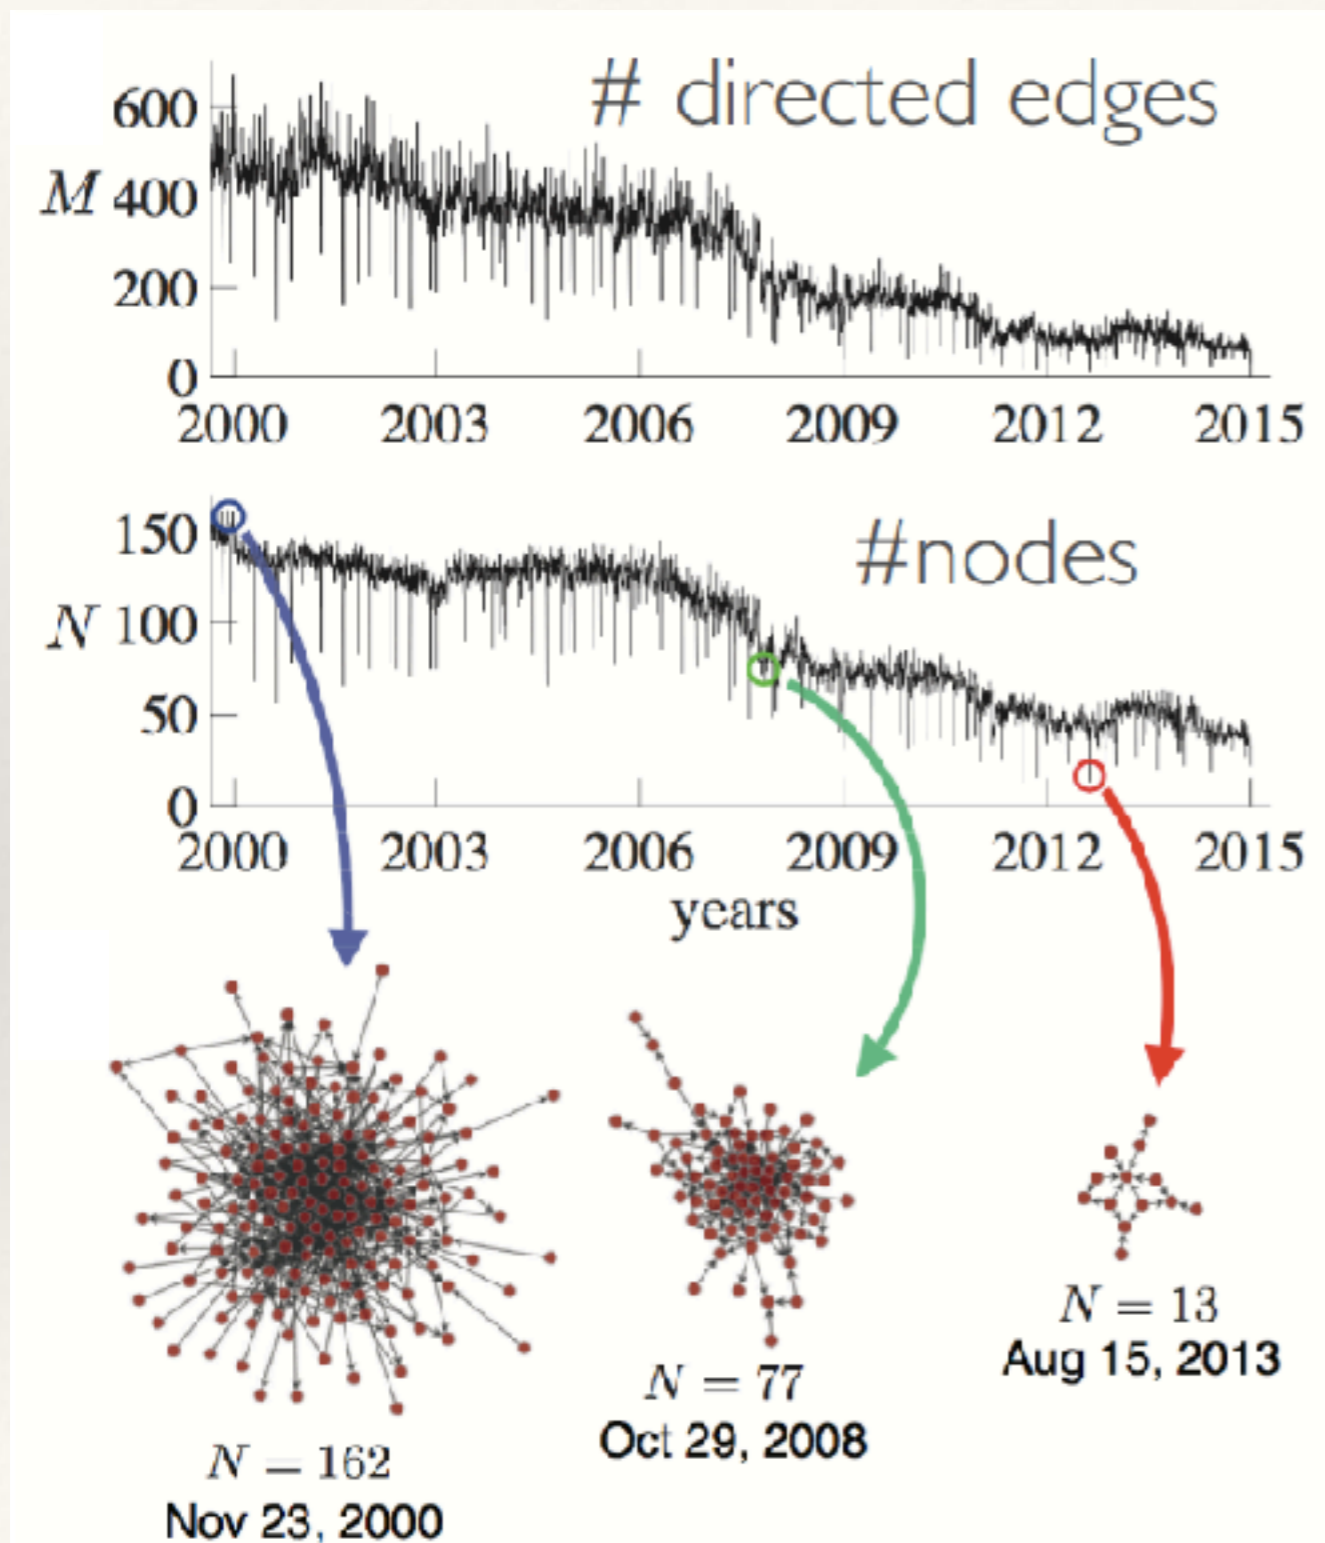 # directed edges
600
M 400
200
0
2000 2003 2006 2009 2012 2015
#nodes
150
N 100
50
0
2000 2003 2006 2009 2012 2015
years
N = 13
Aug 15, 2013
N = 77
Oct 29, 2008
N = 162
Nov 23, 2000